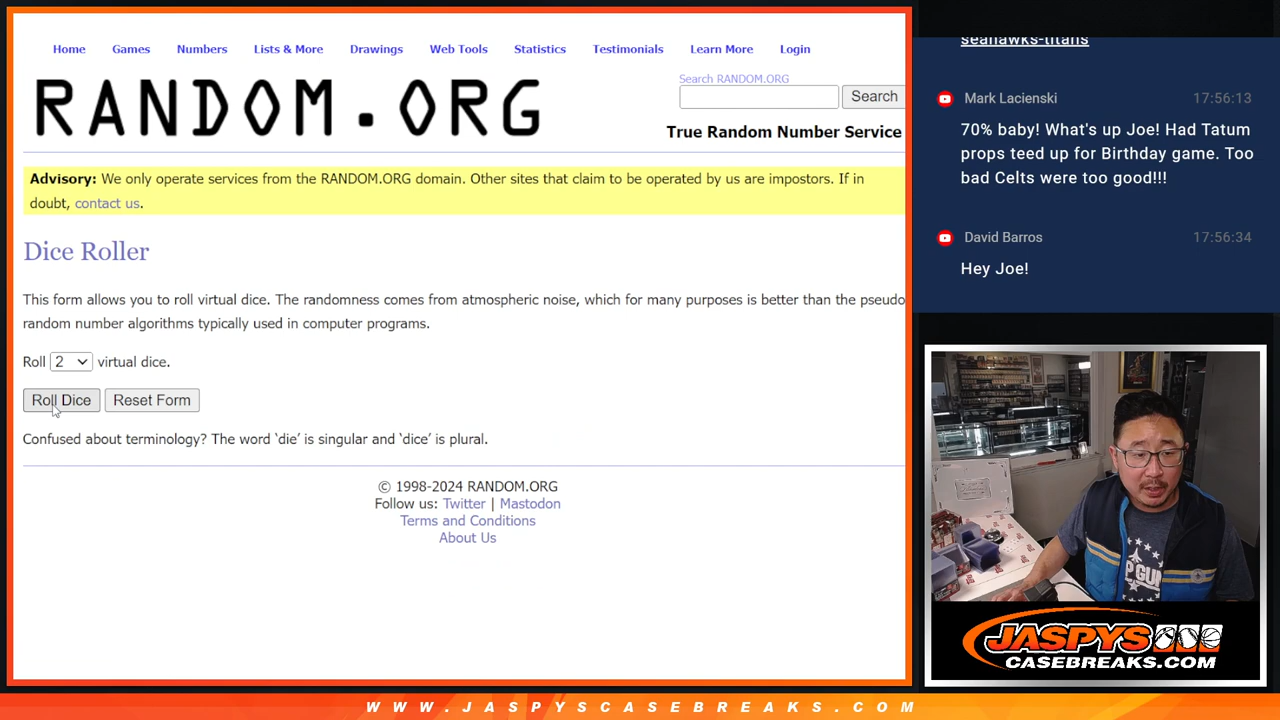 Home Games Numbers Lists & More Drawings Web Tools Statistics Testimonials Learn More Login
RANDOM.ORG
Search RANDOM.ORG
Search
True Random Number Service
Advisory: We only operate services from the RANDOM.ORG domain. Other sites that claim to be operated by us are impostors. If in
doubt, contact us.
Dice Roller
This form allows you to roll virtual dice. The randomness comes from atmospheric noise, which for many purposes is better than the pseudo
random number algorithms typically used in computer programs.
Roll 2 virtual dice.
Roll Dice Reset Form
Confused about terminology? The word ‘die’ is singular and ‘dice’ is plural.
© 1998-2024 RANDOM.ORG
Follow us: Twitter | Mastodon
Terms and Conditions
About Us
seahawks-titans
Mark Lacienski 17:56:13
70% baby! What's up Joe! Had Tatum
props teed up for Birthday game. Too
bad Celts were too good!!!
David Barros 17:56:34
Hey Joe!
JASPYS
CASEBREAKS.COM
WWW.JASPYSCASEBREAKS.COM